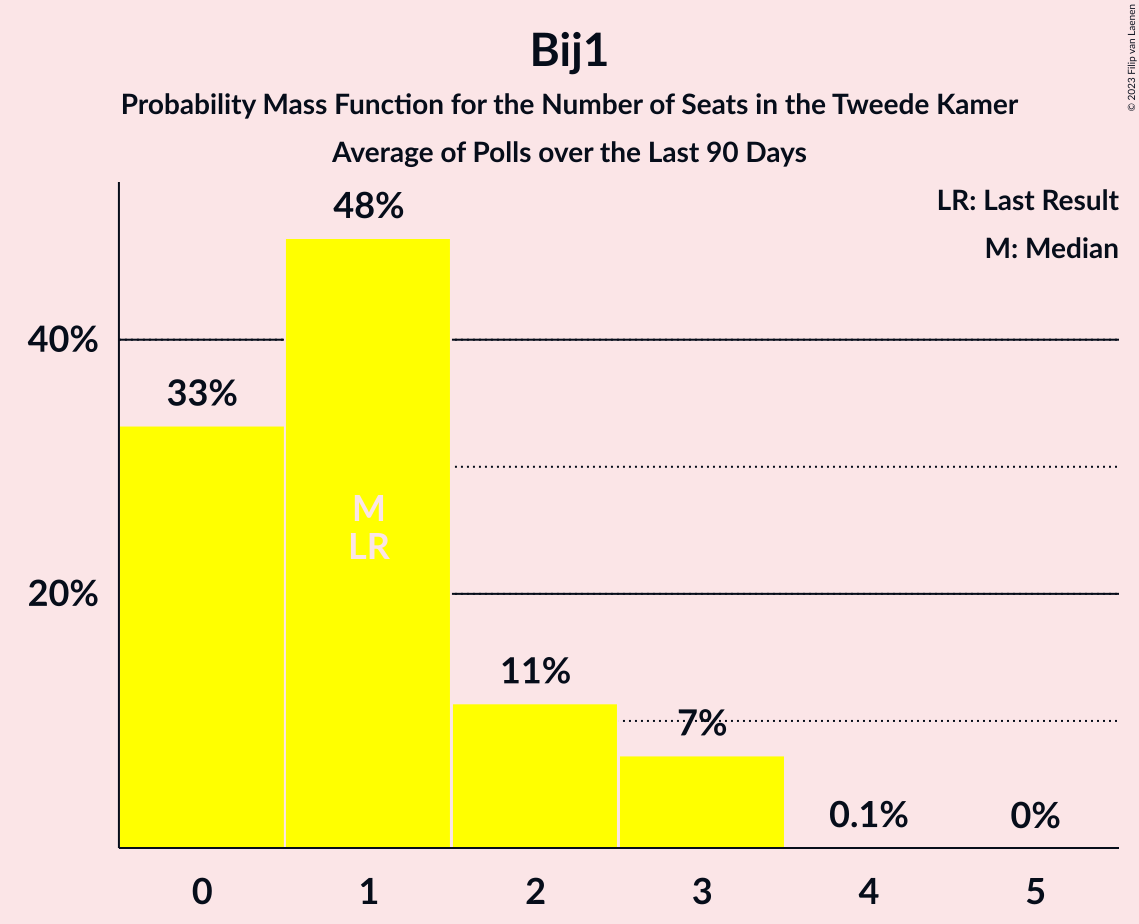 Bij1
Probability Mass Function for the Number of Seats in the Tweede Kamer
Average of Polls over the Last 90 Days
© 2023 Filip van Laenen
LR: Last Result
M: Median
48%
40%
33%
M
LR
20%
11%
7%
0.1%
0%
0 1 2 3 4 5